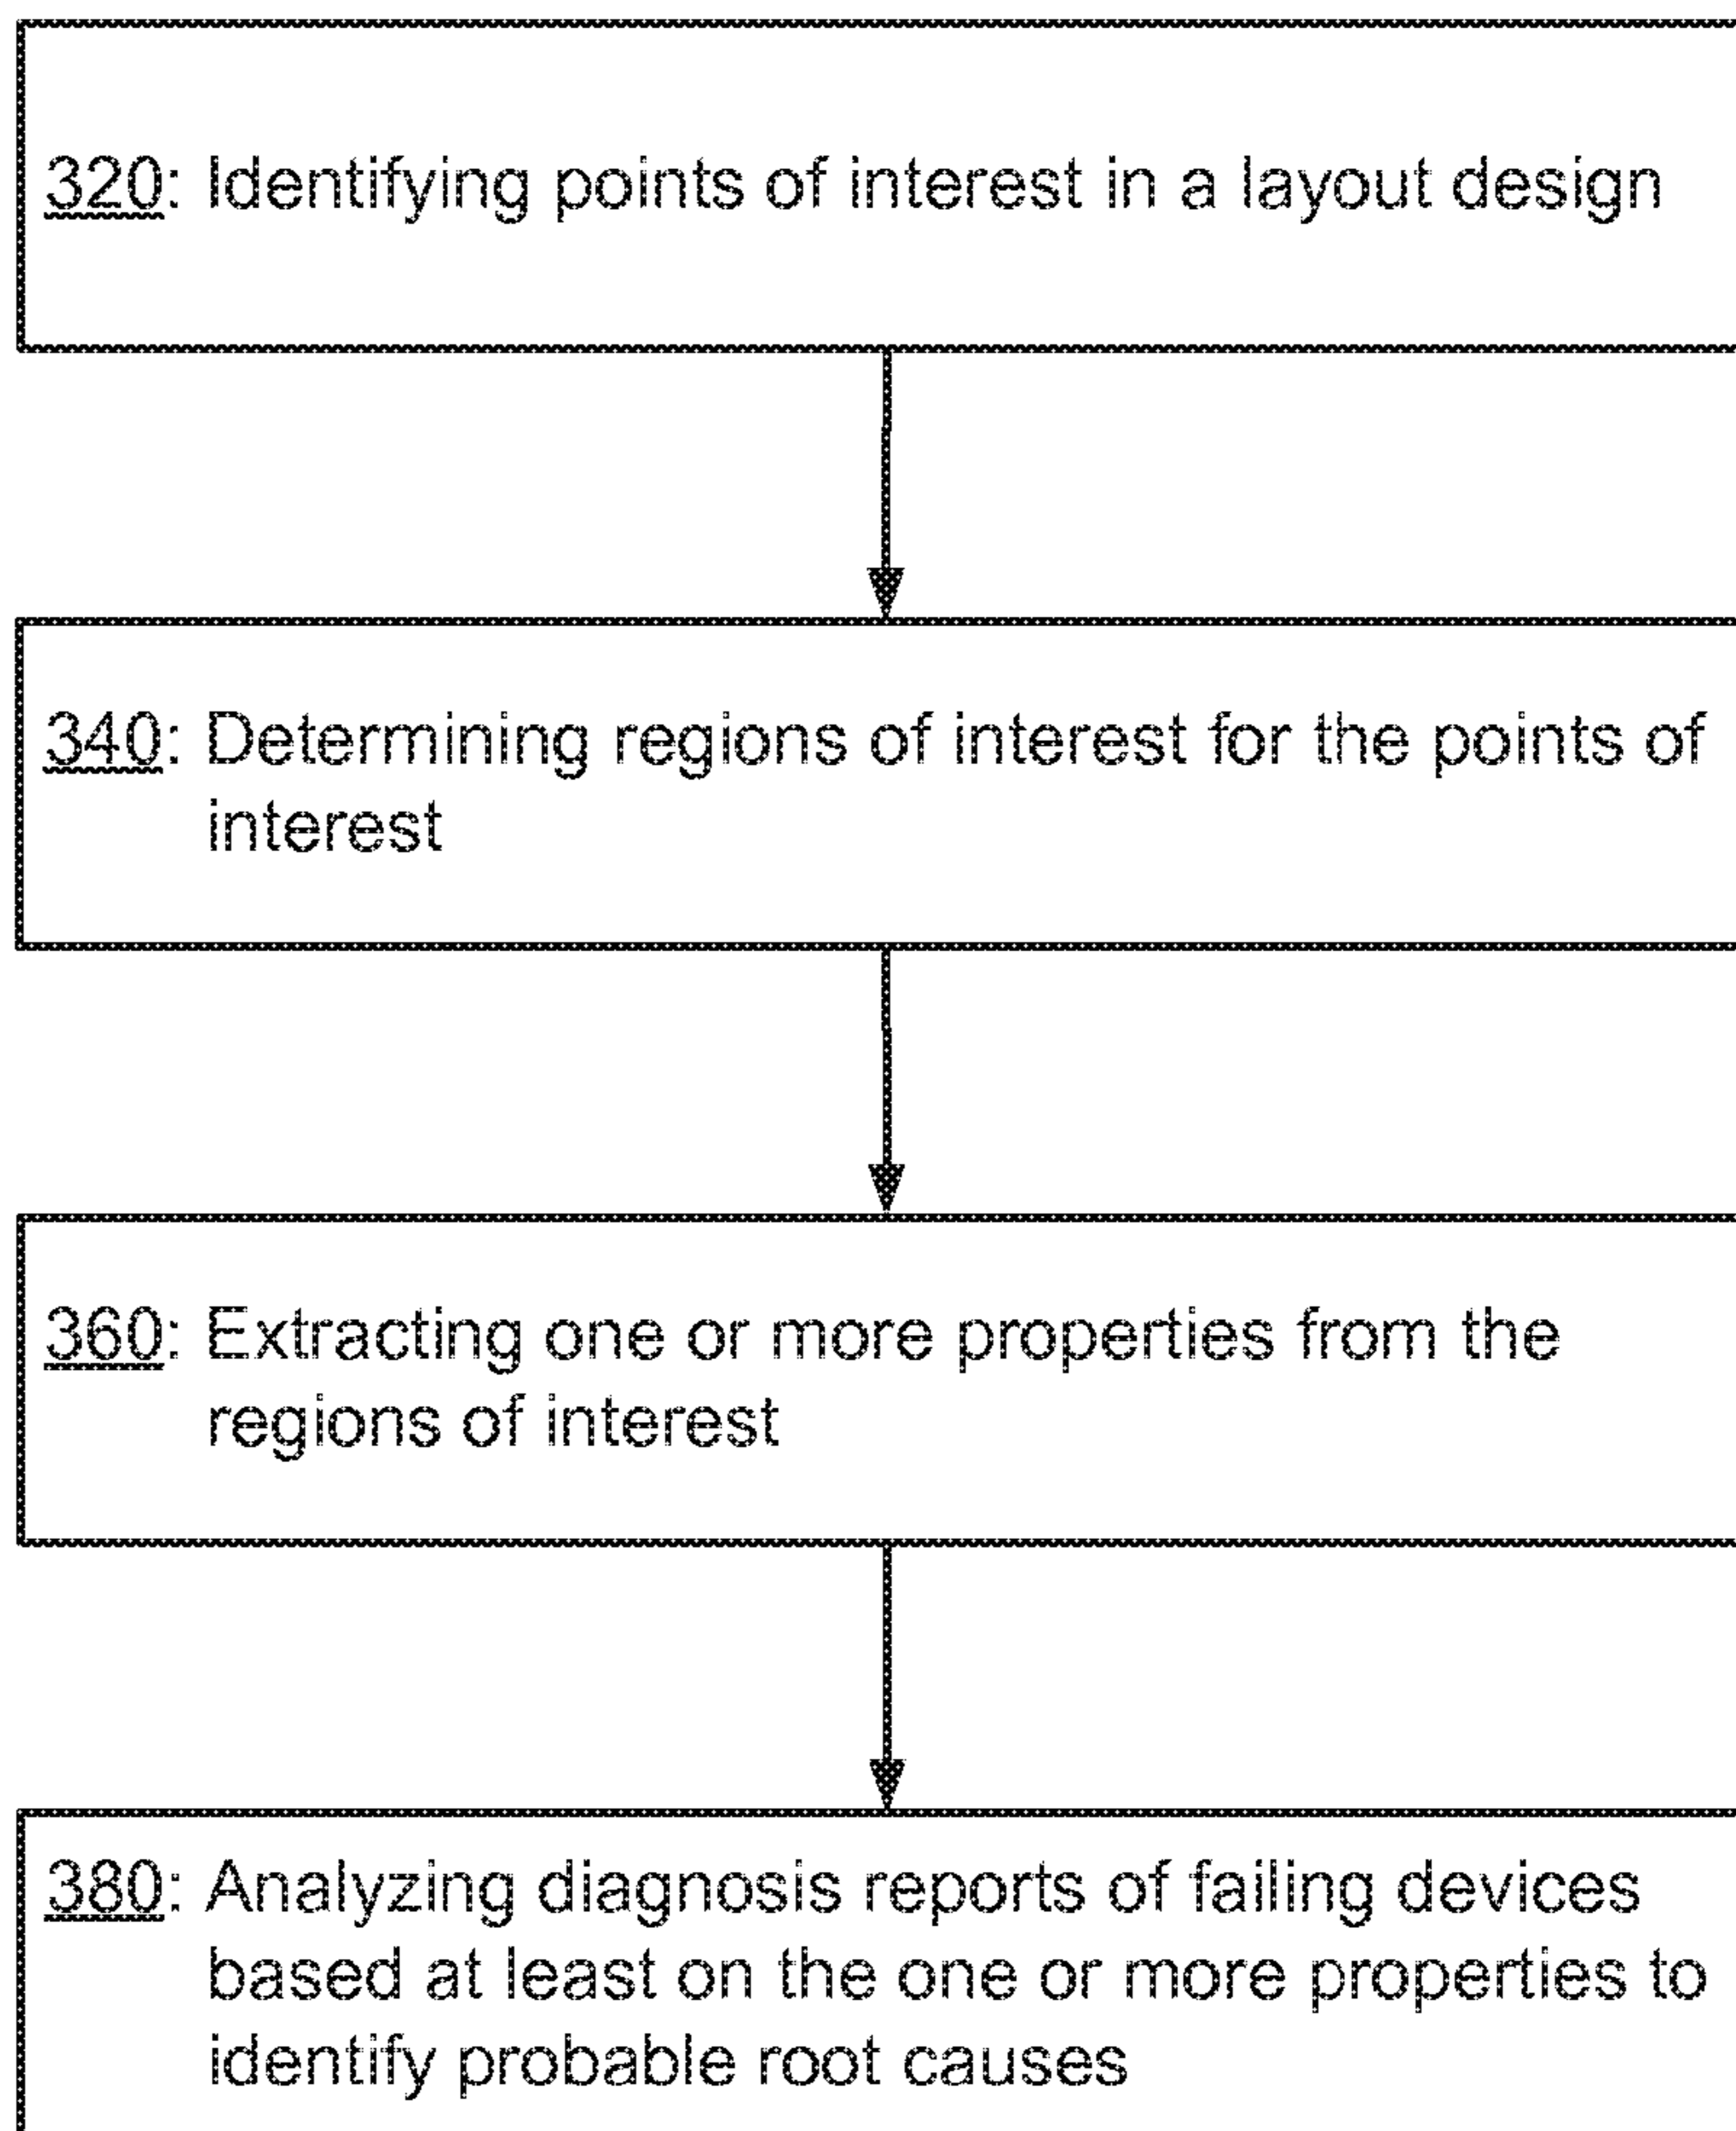 320: Identifying points of interest in a layout design
340: Determining regions of interest for the points of
interest
360: Extracting one or more properties from the
regions of interest
380: Analyzing diagnosis reports of failing devices
based at least on the one or more properties to
identify probable root causes